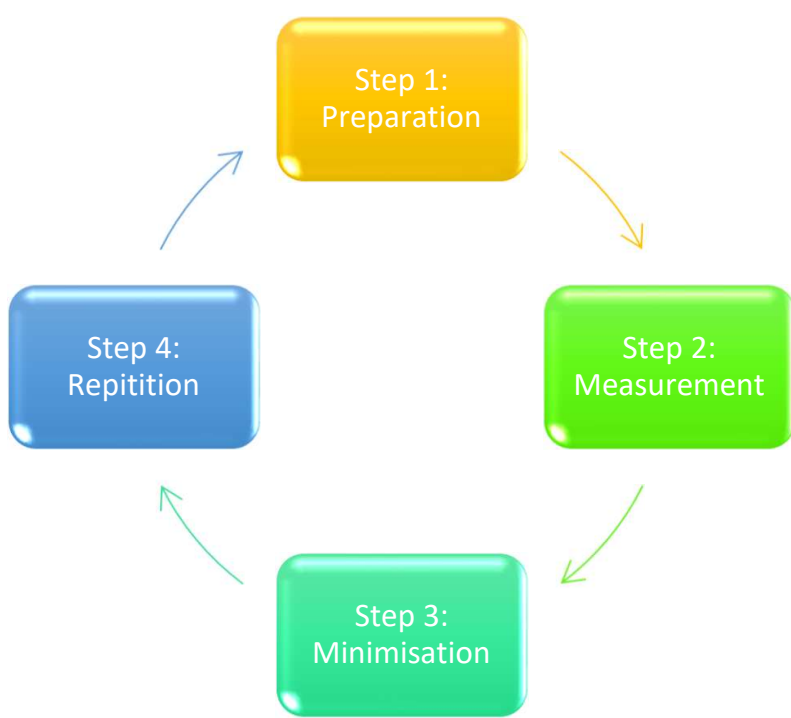 Step 1:
Preparation
Step 2:
Measurement
Step 3:
Minimisation
Step 4:
Repitition